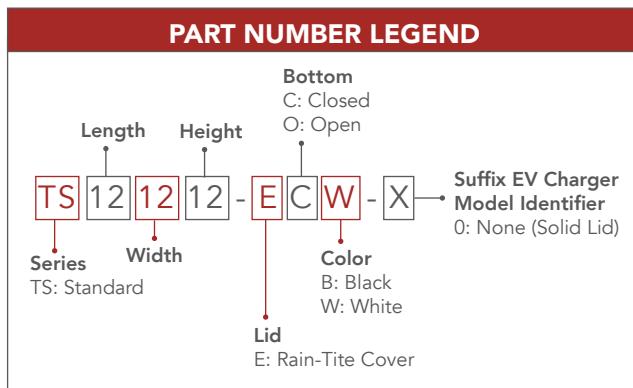 PART NUMBER LEGEND
Bottom
C: Closed
O: Open
Length
Height
TS 12 12 12 - E C W - X
Suffix EV Charger
Model Identifier
0: None (Solid Lid)
Series
TS: Standard
Width
Color
B: Black
W: White
Lid
E: Rain-Tite Cover